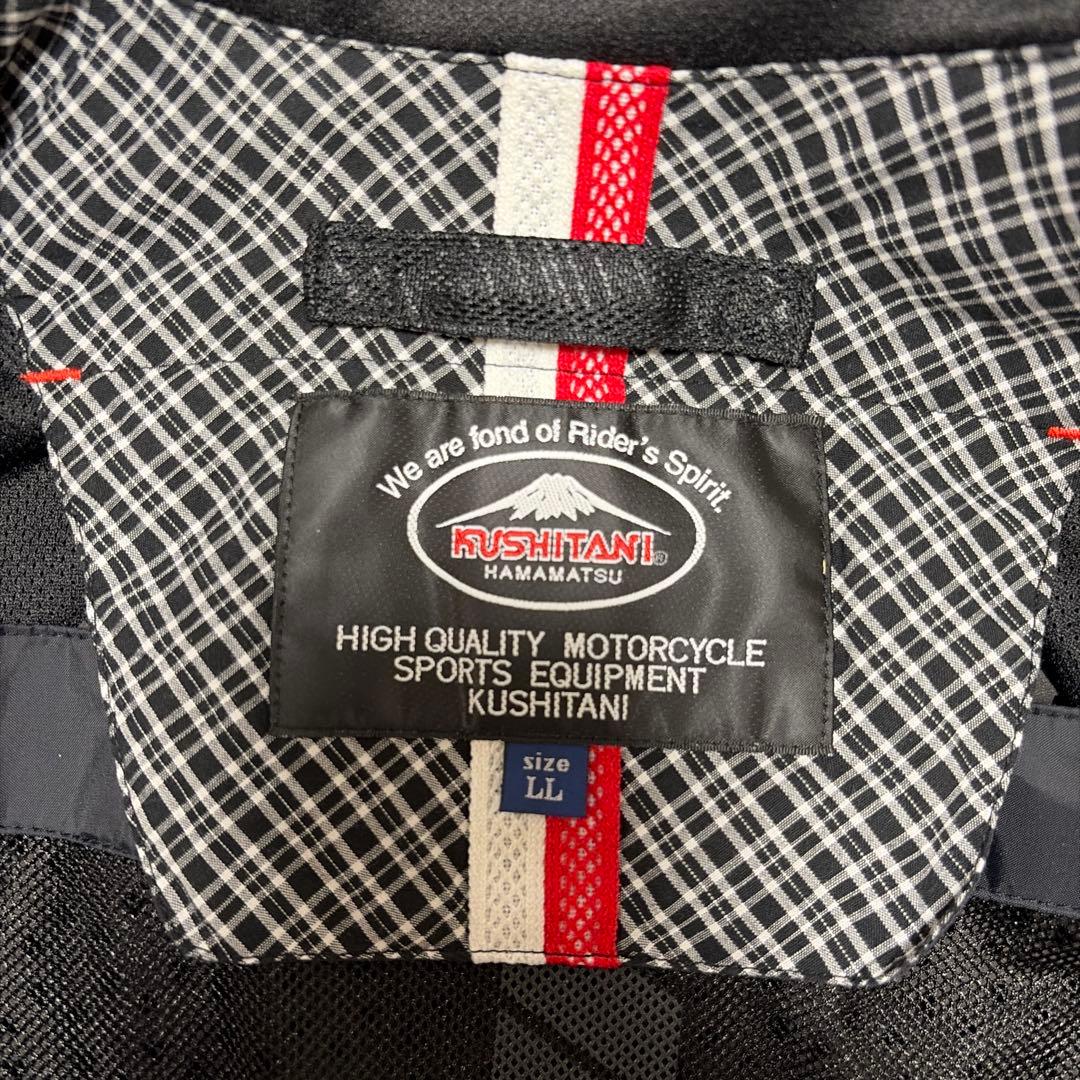 We are fond of Rider's Spirit.
KUSHITANI®
HAMAMATSU
HIGH QUALITY MOTORCYCLE
SPORTS EQUIPMENT
KUSHITANI
size
LL